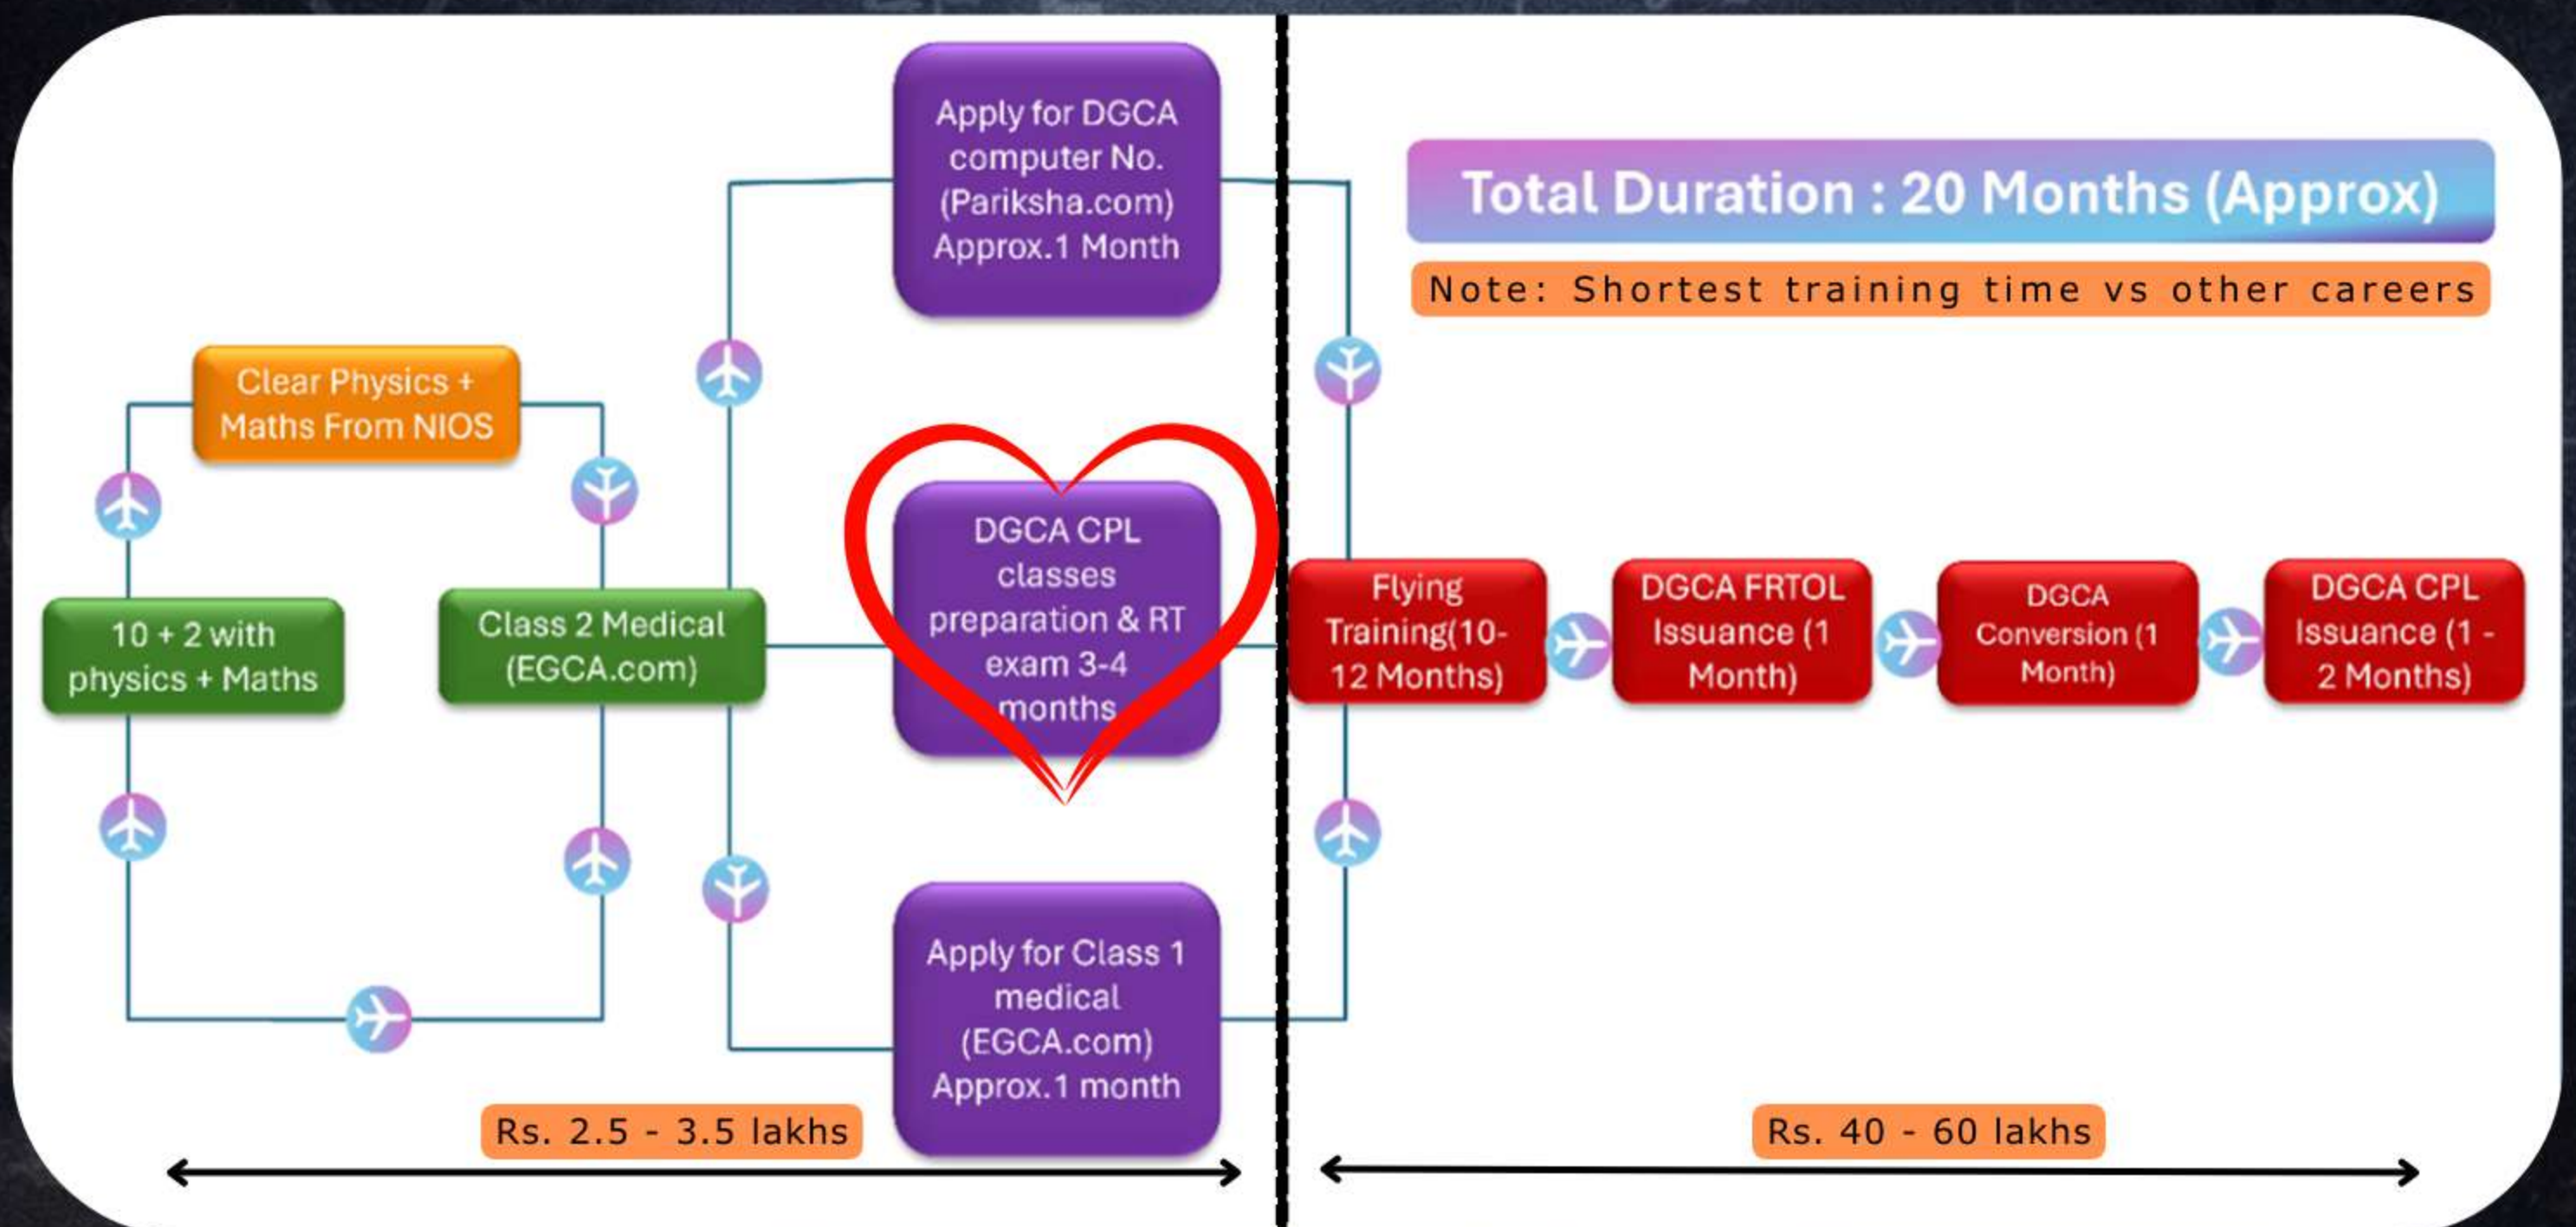 Apply for DGCA
computer No.
(Pariksha.com)
Approx.1 Month
Total Duration : 20 Months (Approx)
Note: Shortest training time vs other careers
Clear Physics +
Maths From NIOS
10 + 2 with
physics + Maths
Class 2 Medical
(EGCA.com)
DGCA CPL
classes
preparation & RT
exam 3-4
months
Flying
Training(10-
12 Months)
DGCA FRTOL
Issuance (1
Month)
DGCA
Conversion (1
Month)
DGCA CPL
Issuance (1 -
2 Months)
Apply for Class 1
medical
(EGCA.com)
Approx.1 month
Rs. 2.5 - 3.5 lakhs
Rs. 40 - 60 lakhs